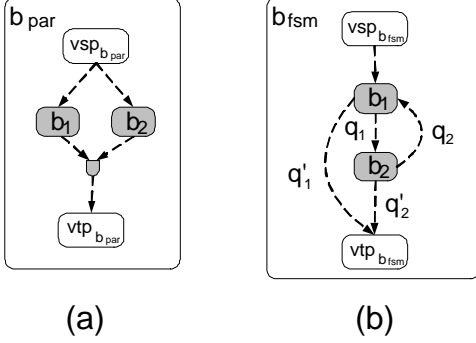 b par
vsp b par
b1 b2
vtp b par
(a)
b fsm
vsp b fsm
b1
q1 q2
b2
q'1 q'2
vtp b fsm
(b)